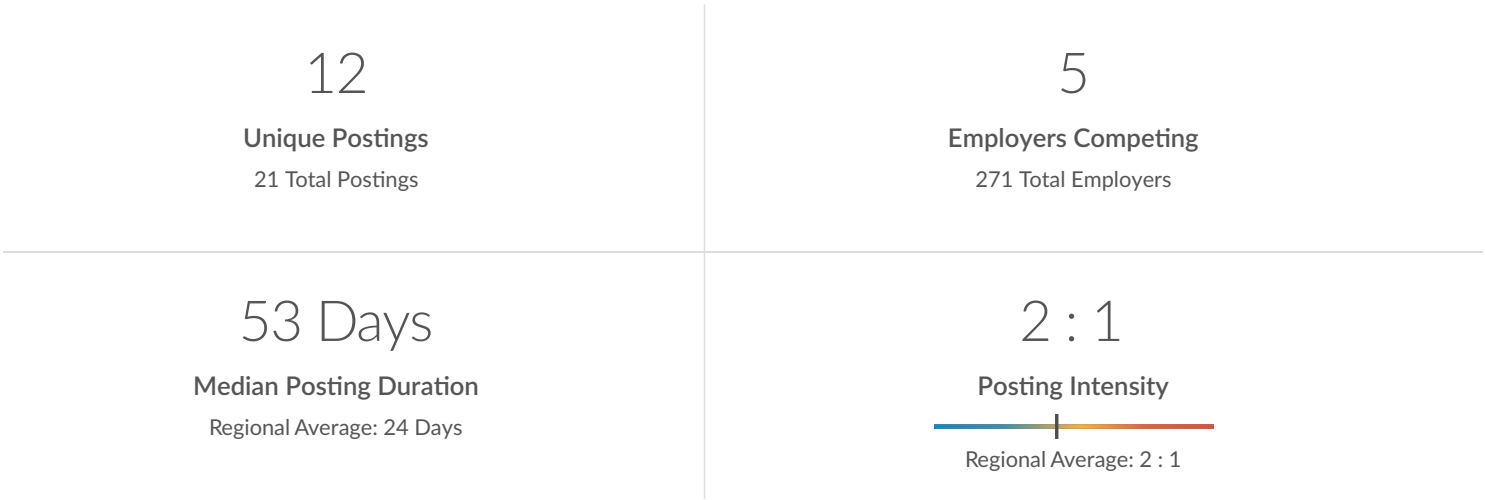 12
Unique Postings
21 Total Postings
5
Employers Competing
271 Total Employers
53 Days
Median Posting Duration
Regional Average: 24 Days
2 : 1
Posting Intensity
Regional Average: 2 : 1